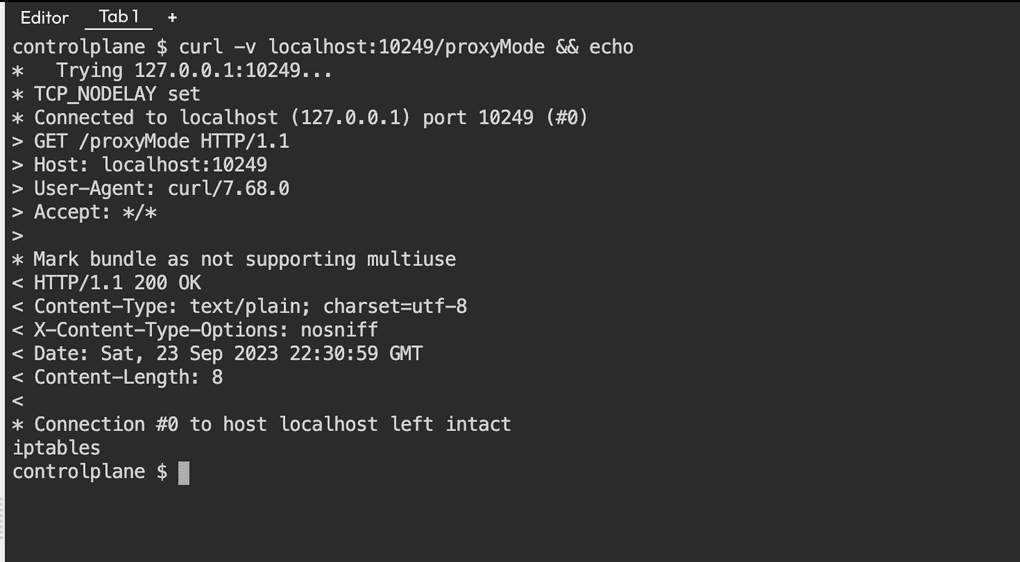 Editor Tab 1 +
controlplane $ curl -v localhost:10249/proxyMode && echo
*   Trying 127.0.0.1:10249...
* TCP_NODELAY set
* Connected to localhost (127.0.0.1) port 10249 (#0)
> GET /proxyMode HTTP/1.1
> Host: localhost:10249
> User-Agent: curl/7.68.0
> Accept: */*
>
* Mark bundle as not supporting multiuse
< HTTP/1.1 200 OK
< Content-Type: text/plain; charset=utf-8
< X-Content-Type-Options: nosniff
< Date: Sat, 23 Sep 2023 22:30:59 GMT
< Content-Length: 8
<
* Connection #0 to host localhost left intact
iptables
controlplane $